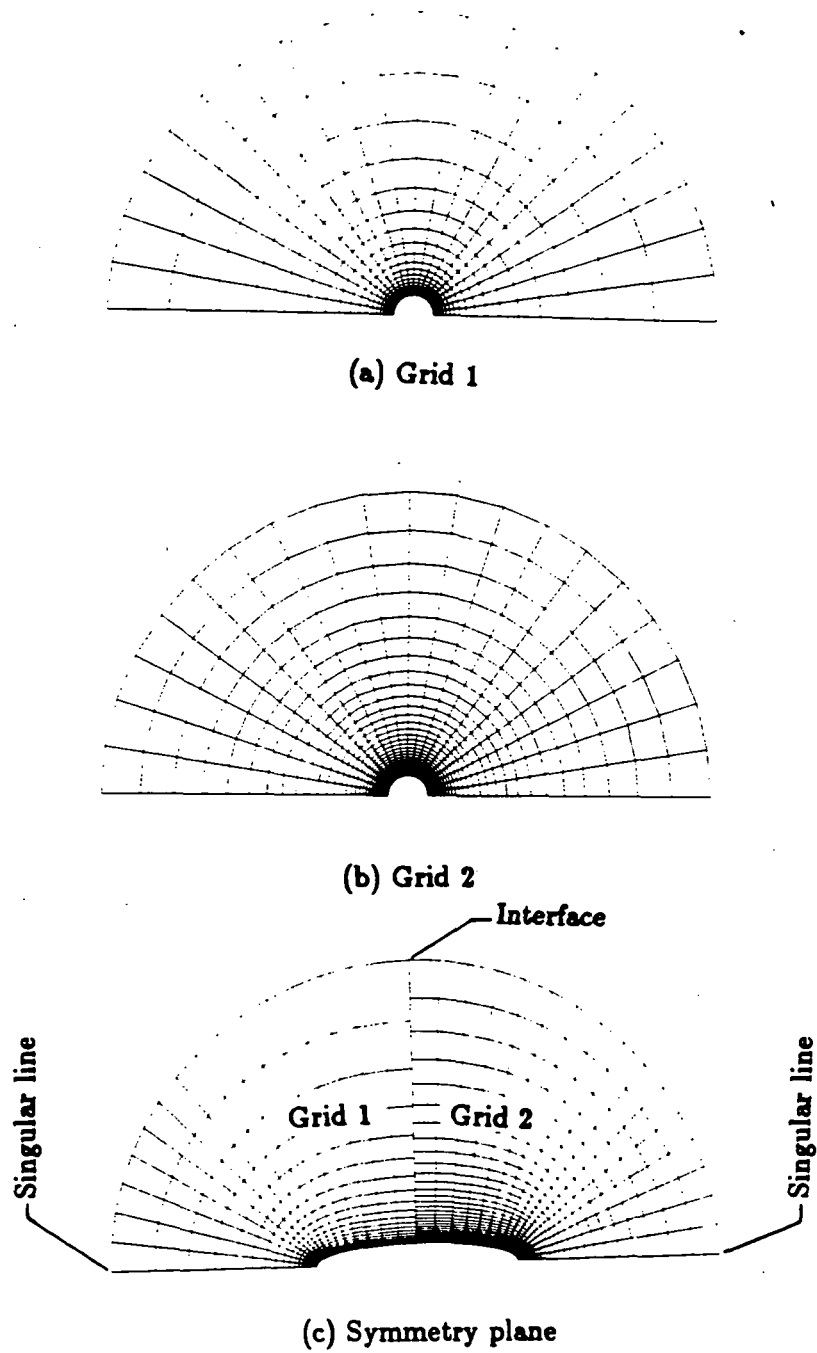 (a) Grid 1
(b) Grid 2
Interface
Singular line
Grid 1
Grid 2
Singular line
(c) Symmetry plane